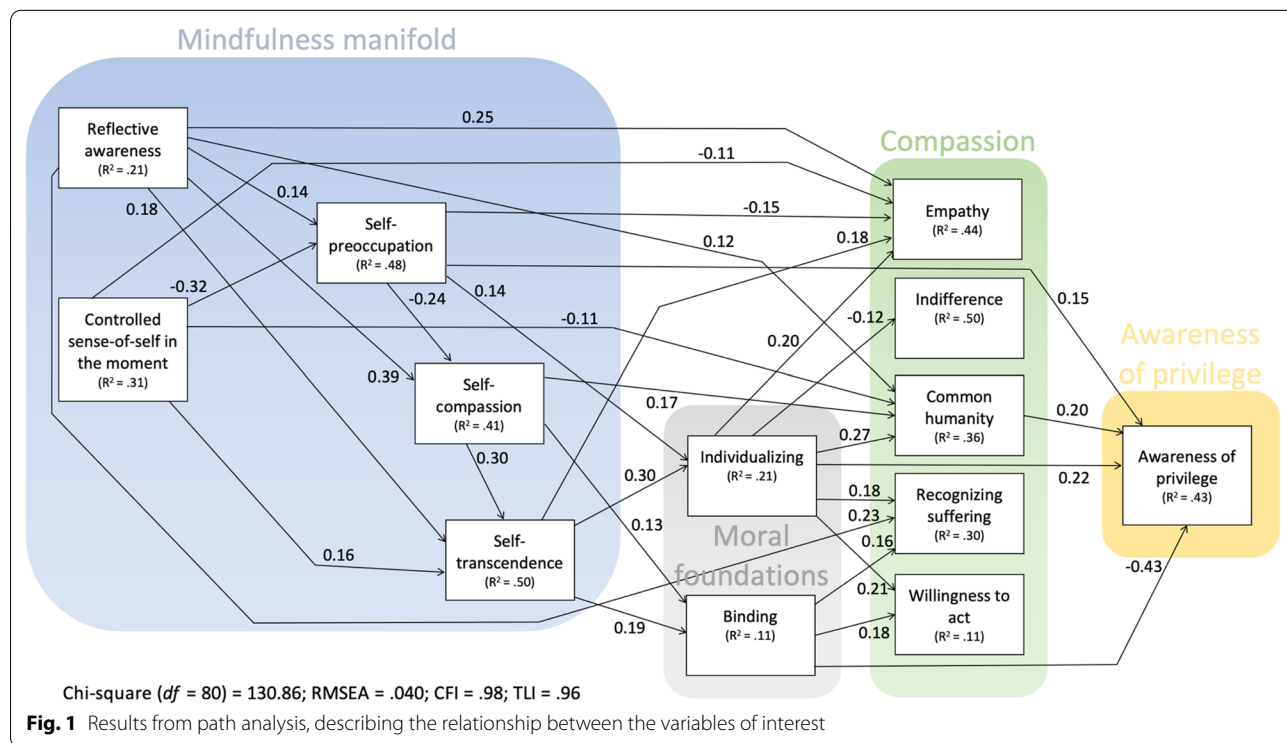 Mindfulness manifold
Reflective
awareness
(R² = .21)
0.25
Compassion
-0.11
0.14
0.18
Self-
preoccupation
(R² = .48)
-0.15
Empathy
(R² = .44)
0.18
0.12
-0.32
-0.24
0.14
Controlled
sense-of-self in
the moment
(R² = .31)
-0.11
-0.12
Indifference
(R² = .50)
0.15
0.20
Awareness
of privilege
0.39
Self-
compassion
(R² = .41)
0.17
Common
humanity
(R² = .36)
0.20
0.27
0.30
0.30
Individualizing
(R² = .21)
0.22
Awareness of
privilege
(R² = .43)
0.18
0.23
Recognizing
suffering
(R² = .30)
0.13
Self-
transcendence
(R² = .50)
0.16
Moral
foundations
0.16
-0.43
0.21
0.19
Binding
(R² = .11)
0.18
Willingness to
act
(R² = .11)
Chi-square (df = 80) = 130.86; RMSEA = .040; CFI = .98; TLI = .96
Fig. 1 Results from path analysis, describing the relationship between the variables of interest